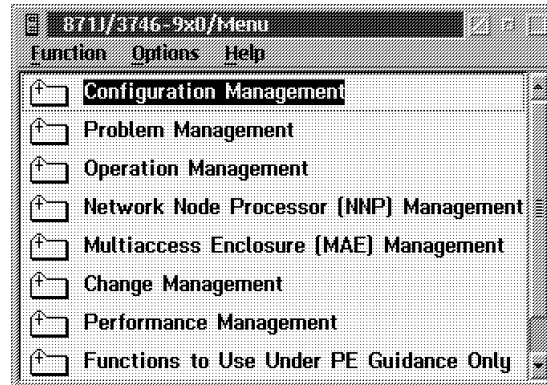 871J/3746-9x0/Menu
Function Options Help
Configuration Management
Problem Management
Operation Management
Network Node Processor (NNP) Management
Multiaccess Enclosure (MAE) Management
Change Management
Performance Management
Functions to Use Under PE Guidance Only